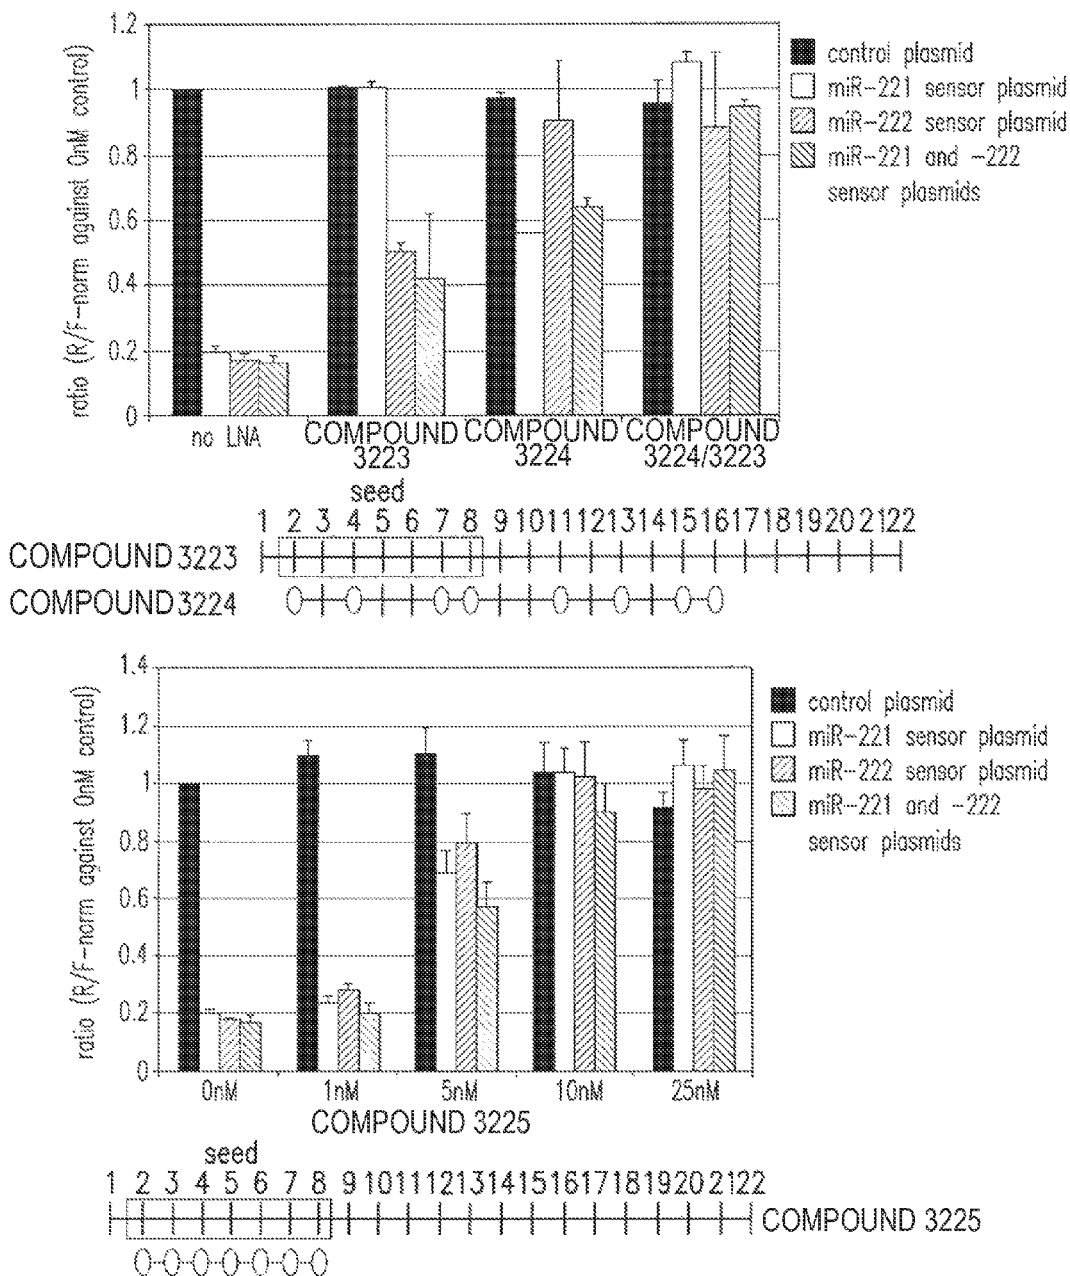 1.2
1
0.8
0.6
0.4
0.2
0
ratio (R/F-norm against 0nM control)
control plasmid
miR-221 sensor plasmid
miR-222 sensor plasmid
miR-221 and -222
sensor plasmids
no LNA
COMPOUND
3223
COMPOUND
3224
COMPOUND
3224/3223
seed
1 2 3 4 5 6 7 8 9 10 11 12 13 14 15 16 17 18 19 20 21 22
COMPOUND 3223
COMPOUND 3224
1.4
1.2
1
0.8
0.6
0.4
0.2
0
ratio (R/F-norm against 0nM control)
control plasmid
miR-221 sensor plasmid
miR-222 sensor plasmid
miR-221 and -222
sensor plasmids
0nM 1nM 5nM 10nM 25nM
COMPOUND 3225
seed
1 2 3 4 5 6 7 8 9 10 11 12 13 14 15 16 17 18 19 20 21 22
COMPOUND 3225